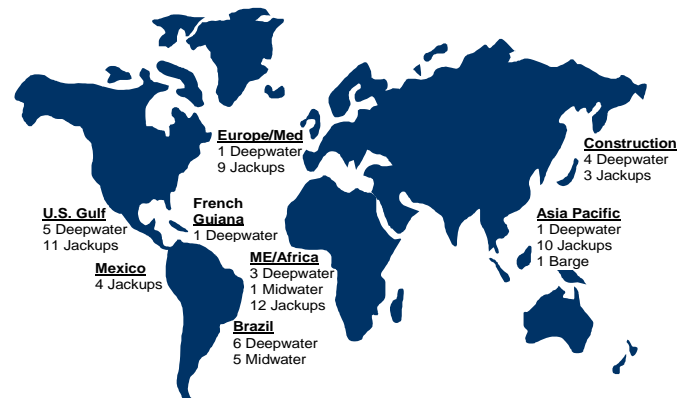 Europe/Med
1 Deepwater
9 Jackups
Construction
4 Deepwater
3 Jackups
French
Guiana
1 Deepwater
U.S. Gulf
5 Deepwater
11 Jackups
Asia Pacific
1 Deepwater
10 Jackups
1 Barge
ME/Africa
3 Deepwater
1 Midwater
12 Jackups
Mexico
4 Jackups
Brazil
6 Deepwater
5 Midwater